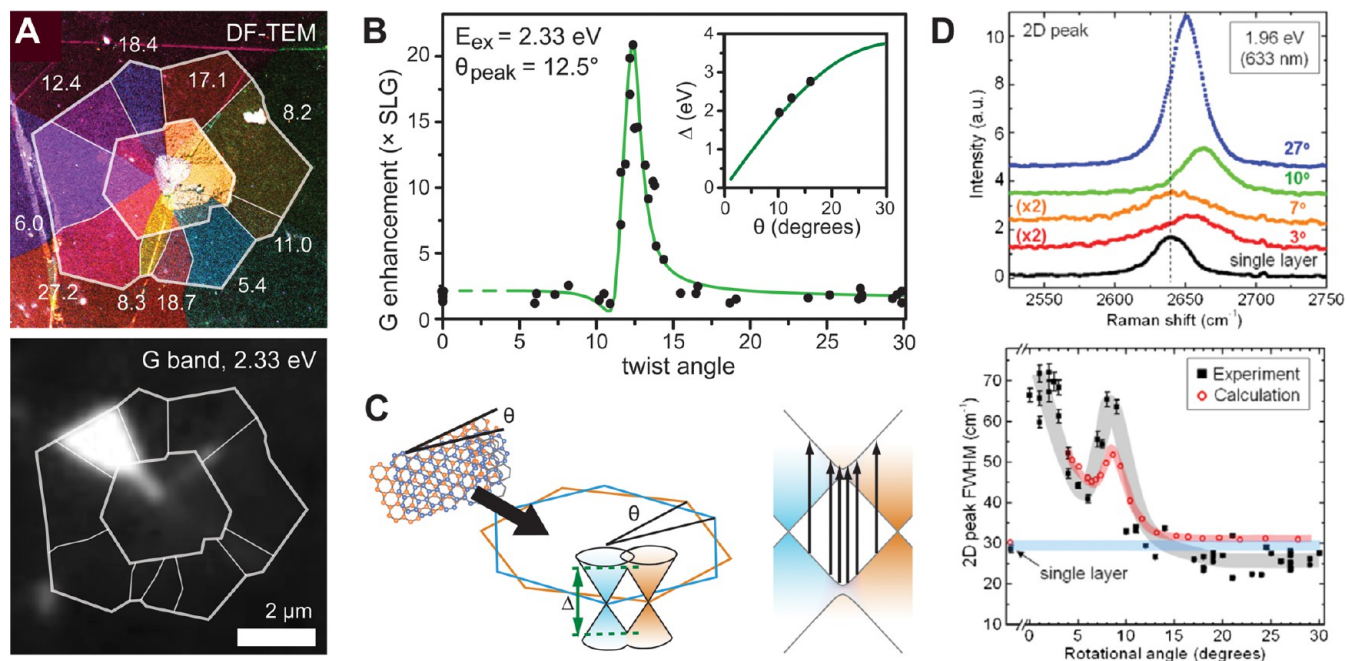 A
DF-TEM
18.4
17.1
12.4
8.2
6.0
11.0
5.4
27.2
8.3
18.7
G band, 2.33 eV
2 μm
B
E_ex = 2.33 eV
θ_peak = 12.5°
G enhancement (× SLG)
20
15
10
5
0
0 5 10 15 20 25 30
twist angle
Δ (eV)
4
3
2
1
0
0 10 20 30
θ (degrees)
C
θ
θ
Δ
D
2D peak
1.96 eV
(633 nm)
Intensity (a.u.)
10
8
6
4
2
0
27°
10°
(x2)
7°
(x2)
3°
single layer
2550 2600 2650 2700 2750
Raman shift (cm⁻¹)
Experiment
Calculation
2D peak FWHM (cm⁻¹)
70
60
50
40
30
20
10
single layer
0 5 10 15 20 25 30
Rotational angle (degrees)